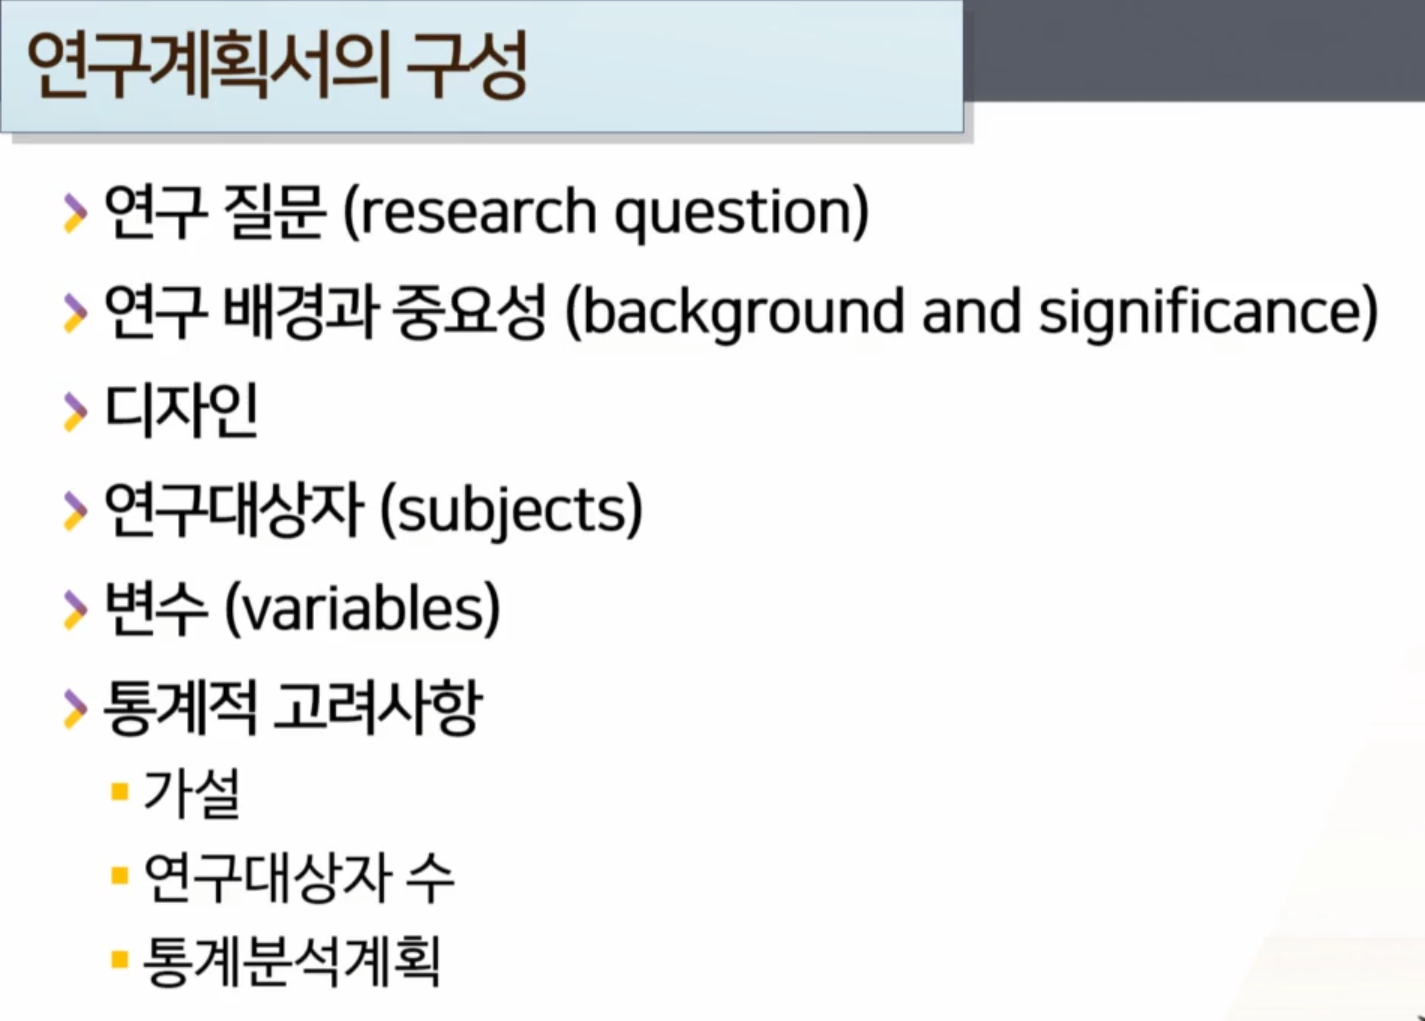 연구계획서의 구성
연구 질문 (research question)
연구 배경과 중요성 (background and significance)
디자인
연구대상자 (subjects)
변수 (variables)
통계적 고려사항
가설
연구대상자 수
통계분석계획